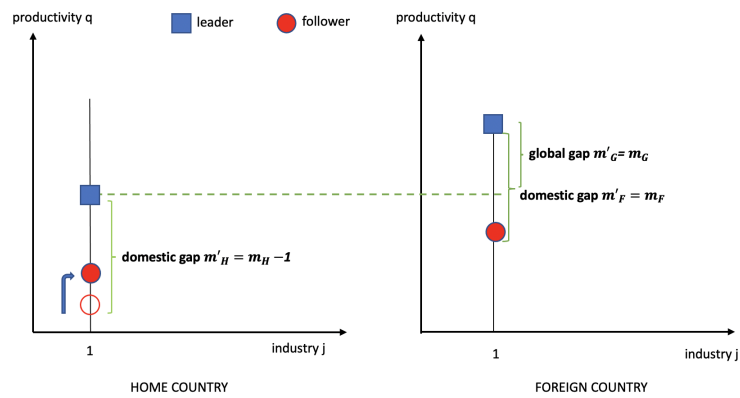 productivity q
leader
follower
productivity q
global gap m′G= mG
domestic gap m′F = mF
domestic gap m′H = mH −1
1
industry j
1
industry j
HOME COUNTRY
FOREIGN COUNTRY